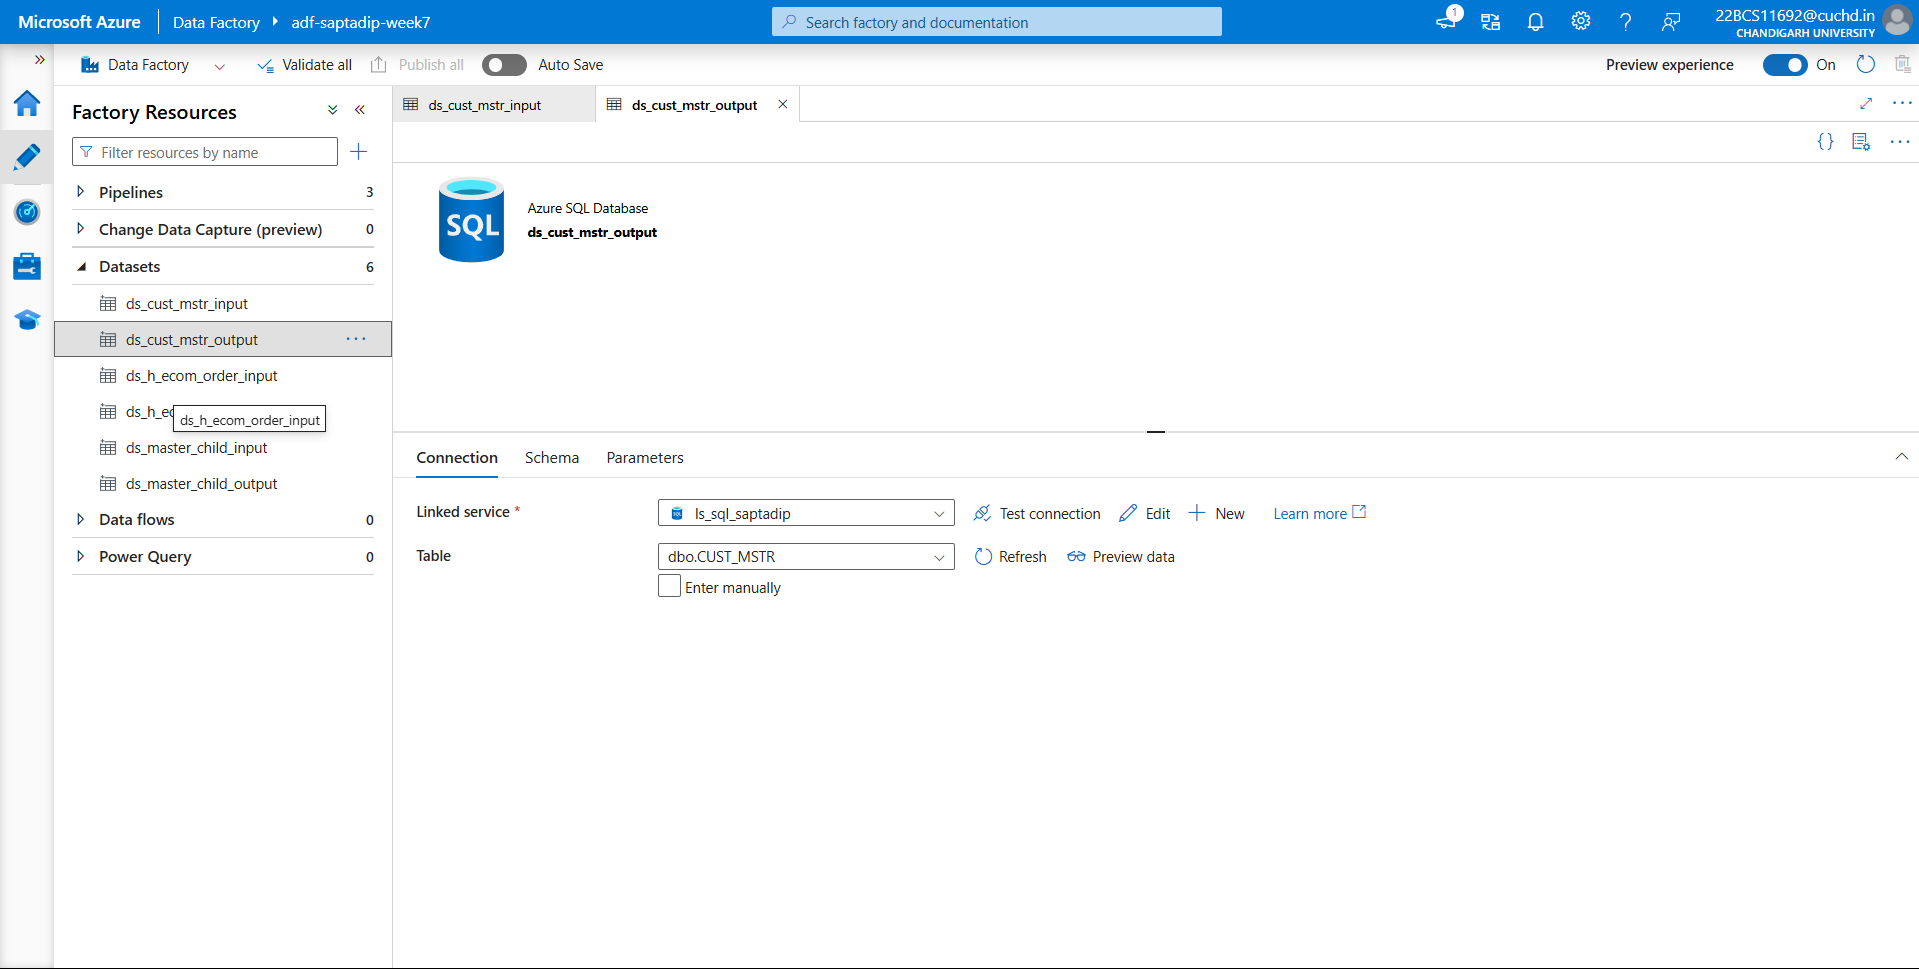 Microsoft Azure Data Factory adf-saptadip-week7 Search factory and documentation 1 22BCS11692@cuchd.in
CHANDIGARH UNIVERSITY
Data Factory Validate all Publish all Auto Save Preview experience On
Factory Resources
Filter resources by name
Pipelines 3
Change Data Capture (preview) 0
Datasets 6
ds_cust_mstr_input
ds_cust_mstr_output
ds_h_ecom_order_input
ds_h_ec
ds_h_ecom_order_input
ds_master_child_input
ds_master_child_output
Data flows 0
Power Query 0
ds_cust_mstr_input ds_cust_mstr_output
SQL
Azure SQL Database
ds_cust_mstr_output
Connection Schema Parameters
Linked service * ls_sql_saptadip Test connection Edit New Learn more
Table dbo.CUST_MSTR Refresh Preview data
Enter manually